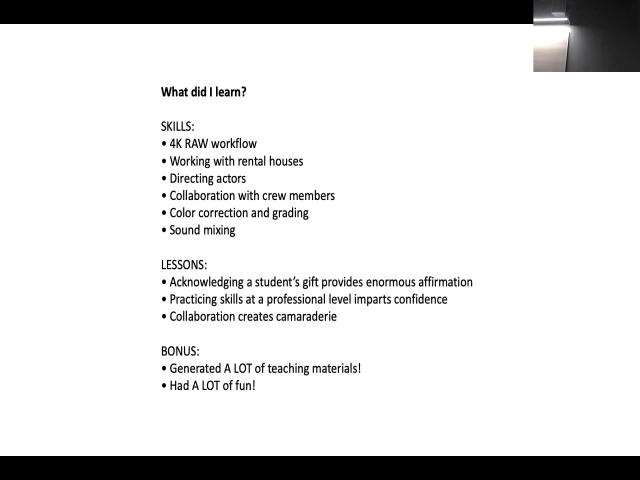 What did I learn?
SKILLS:
• 4K RAW workflow
• Working with rental houses
• Directing actors
• Collaboration with crew members
• Color correction and grading
• Sound mixing
LESSONS:
• Acknowledging a student’s gift provides enormous affirmation
• Practicing skills at a professional level imparts confidence
• Collaboration creates camaraderie
BONUS:
• Generated A LOT of teaching materials!
• Had A LOT of fun!